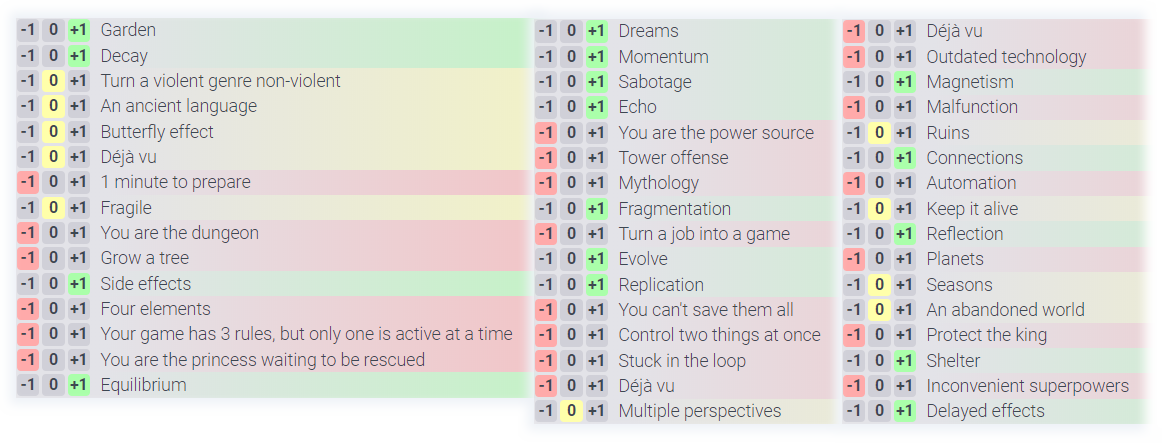 -1 0 +1 Garden
-1 0 +1 Decay
-1 0 +1 Turn a violent genre non-violent
-1 0 +1 An ancient language
-1 0 +1 Butterfly effect
-1 0 +1 Déjà vu
-1 0 +1 1 minute to prepare
-1 0 +1 Fragile
-1 0 +1 You are the dungeon
-1 0 +1 Grow a tree
-1 0 +1 Side effects
-1 0 +1 Four elements
-1 0 +1 Your game has 3 rules, but only one is active at a time
-1 0 +1 You are the princess waiting to be rescued
-1 0 +1 Equilibrium
-1 0 +1 Dreams
-1 0 +1 Momentum
-1 0 +1 Sabotage
-1 0 +1 Echo
-1 0 +1 You are the power source
-1 0 +1 Tower offense
-1 0 +1 Mythology
-1 0 +1 Fragmentation
-1 0 +1 Turn a job into a game
-1 0 +1 Evolve
-1 0 +1 Replication
-1 0 +1 You can't save them all
-1 0 +1 Control two things at once
-1 0 +1 Stuck in the loop
-1 0 +1 Déjà vu
-1 0 +1 Multiple perspectives
-1 0 +1 Déjà vu
-1 0 +1 Outdated technology
-1 0 +1 Magnetism
-1 0 +1 Malfunction
-1 0 +1 Ruins
-1 0 +1 Connections
-1 0 +1 Automation
-1 0 +1 Keep it alive
-1 0 +1 Reflection
-1 0 +1 Planets
-1 0 +1 Seasons
-1 0 +1 An abandoned world
-1 0 +1 Protect the king
-1 0 +1 Shelter
-1 0 +1 Inconvenient superpowers
-1 0 +1 Delayed effects